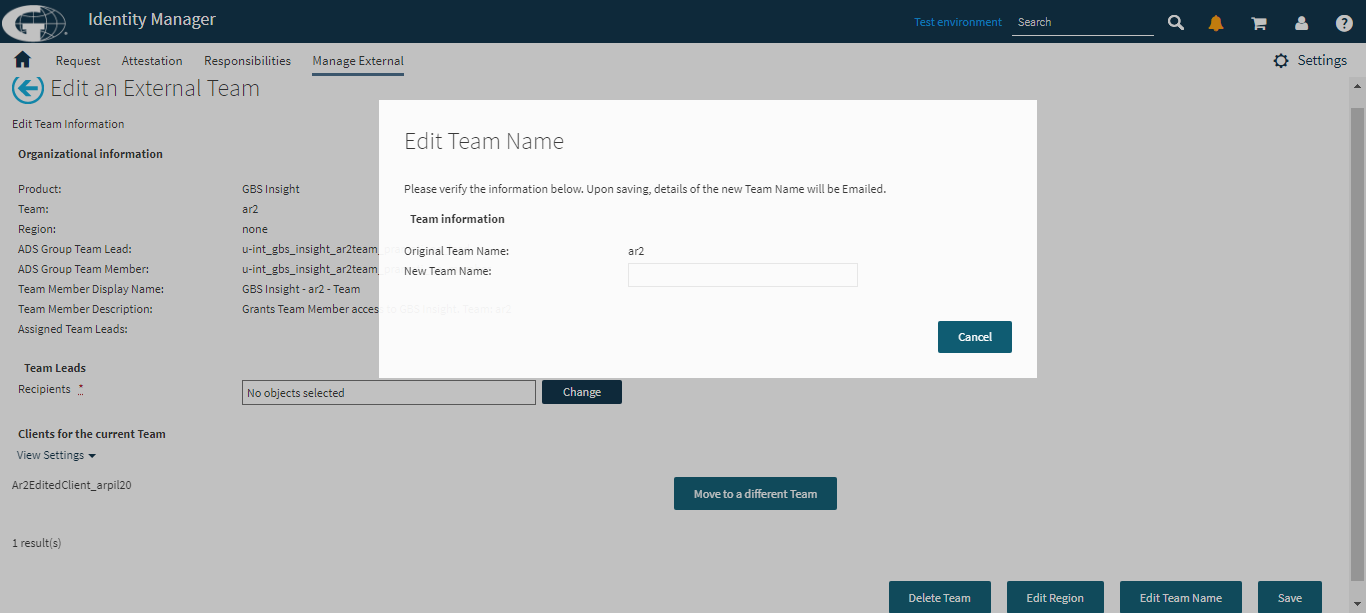 Identity Manager
Test environment
Search
Request Attestation Responsibilities Manage External
Settings
Edit an External Team
Edit Team Information
Organizational information
Product: GBS Insight
Team: ar2
Region: none
ADS Group Team Lead: u-int_gbs_insight_ar2team_
ADS Group Team Member: u-int_gbs_insight_ar2team_
Team Member Display Name: GBS Insight - ar2 - Team
Team Member Description: Grants Team Member access to GBS Insight Team ar2
Assigned Team Leads:
Team Leads
Recipients * No objects selected Change
Clients for the current Team
View Settings
Ar2EditedClient_arpil20 Move to a different Team
1 result(s)
Delete Team Edit Region Edit Team Name Save
Edit Team Name
Please verify the information below. Upon saving, details of the new Team Name will be Emailed.
Team information
Original Team Name: ar2
New Team Name:
Cancel